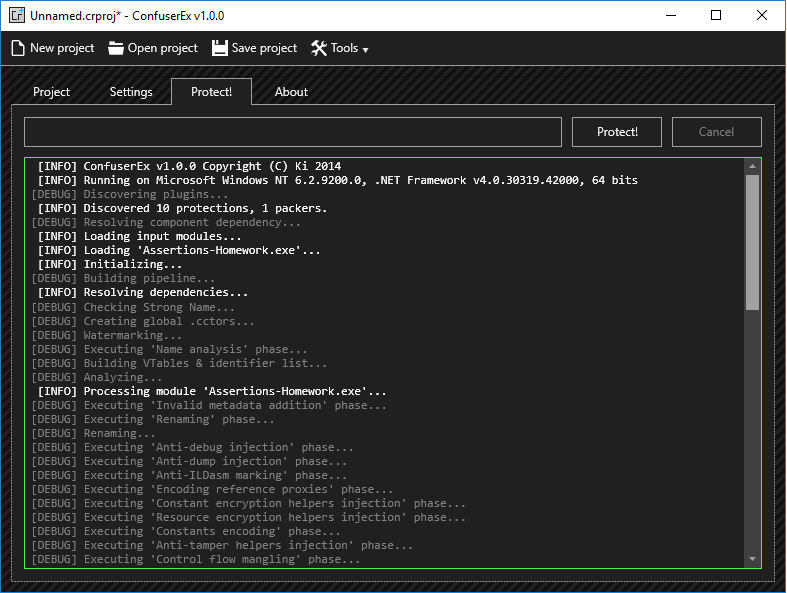 Unnamed.crproj* - ConfuserEx v1.0.0
New project Open project Save project Tools
Project Settings Protect! About
Protect! Cancel
[INFO] ConfuserEx v1.0.0 Copyright (C) Ki 2014
[INFO] Running on Microsoft Windows NT 6.2.9200.0, .NET Framework v4.0.30319.42000, 64 bits
[DEBUG] Discovering plugins...
[INFO] Discovered 10 protections, 1 packers.
[DEBUG] Resolving component dependency...
[INFO] Loading input modules...
[INFO] Loading 'Assertions-Homework.exe'...
[INFO] Initializing...
[DEBUG] Building pipeline...
[INFO] Resolving dependencies...
[DEBUG] Checking Strong Name...
[DEBUG] Creating global .cctors...
[DEBUG] Watermarking...
[DEBUG] Executing 'Name analysis' phase...
[DEBUG] Building VTables & identifier list...
[DEBUG] Analyzing...
[INFO] Processing module 'Assertions-Homework.exe'...
[DEBUG] Executing 'Invalid metadata addition' phase...
[DEBUG] Executing 'Renaming' phase...
[DEBUG] Renaming...
[DEBUG] Executing 'Anti-debug injection' phase...
[DEBUG] Executing 'Anti-dump injection' phase...
[DEBUG] Executing 'Anti-ILDasm marking' phase...
[DEBUG] Executing 'Encoding reference proxies' phase...
[DEBUG] Executing 'Constant encryption helpers injection' phase...
[DEBUG] Executing 'Resource encryption helpers injection' phase...
[DEBUG] Executing 'Constants encoding' phase...
[DEBUG] Executing 'Anti-tamper helpers injection' phase...
[DEBUG] Executing 'Control flow mangling' phase...